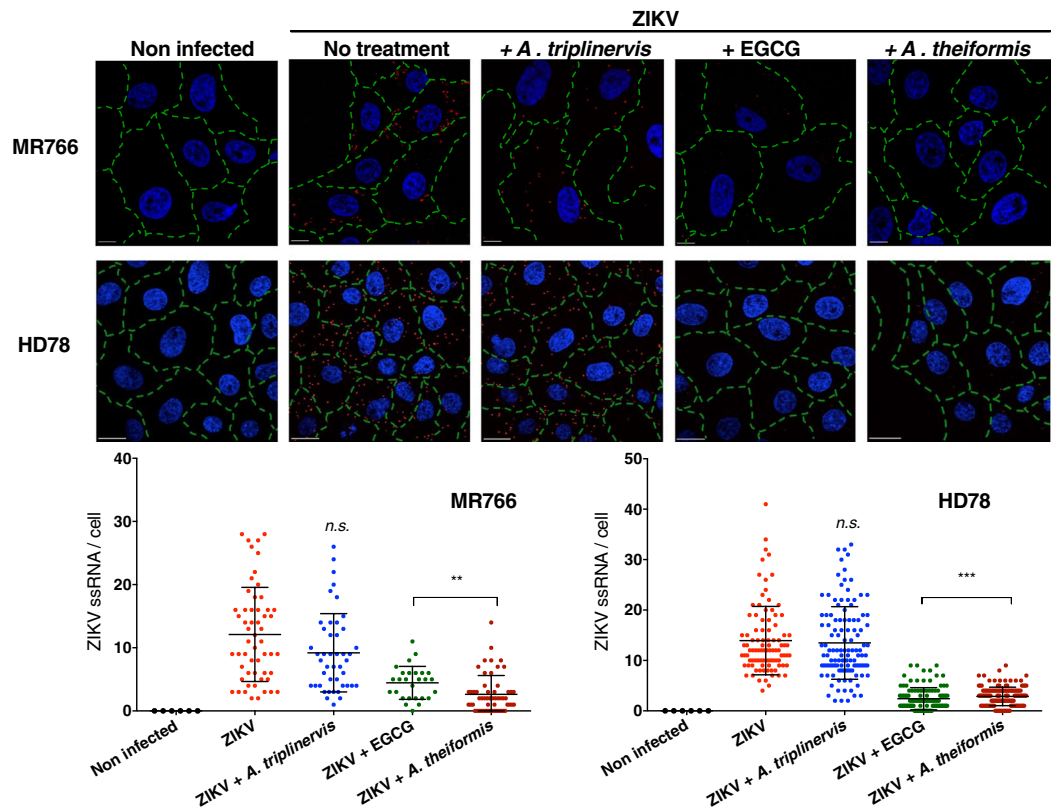 ZIKV
Non infected No treatment + A . triplinervis + EGCG + A. theiformis
MR766
HD78
40
30
20
10
0
ZIKV ssRNA / cell
MR766
n.s.
**
Non infected
ZIKV
ZIKV + A. triplinervis
ZIKV + EGCG
ZIKV + A. theiformis
50
40
30
20
10
0
ZIKV ssRNA / cell
HD78
n.s.
***
Non infected
ZIKV
ZIKV + A. triplinervis
ZIKV + EGCG
ZIKV + A. theiformis